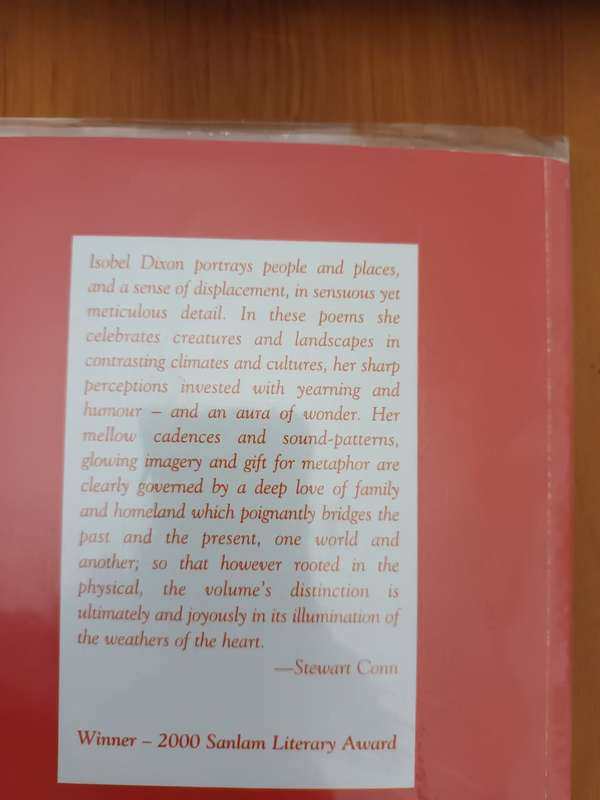 Isobel Dixon portrays people and places,
and a sense of displacement, in sensuous yet
meticulous detail. In these poems she
celebrates creatures and landscapes in
contrasting climates and cultures, her sharp
perceptions invested with yearning and
humour – and an aura of wonder. Her
mellow cadences and sound-patterns,
glowing imagery and gift for metaphor are
clearly governed by a deep love of family
and homeland which poignantly bridges the
past and the present, one world and
another; so that however rooted in the
physical, the volume's distinction is
ultimately and joyously in its illumination of
the weathers of the heart.
—Stewart Conn
Winner – 2000 Sanlam Literary Award